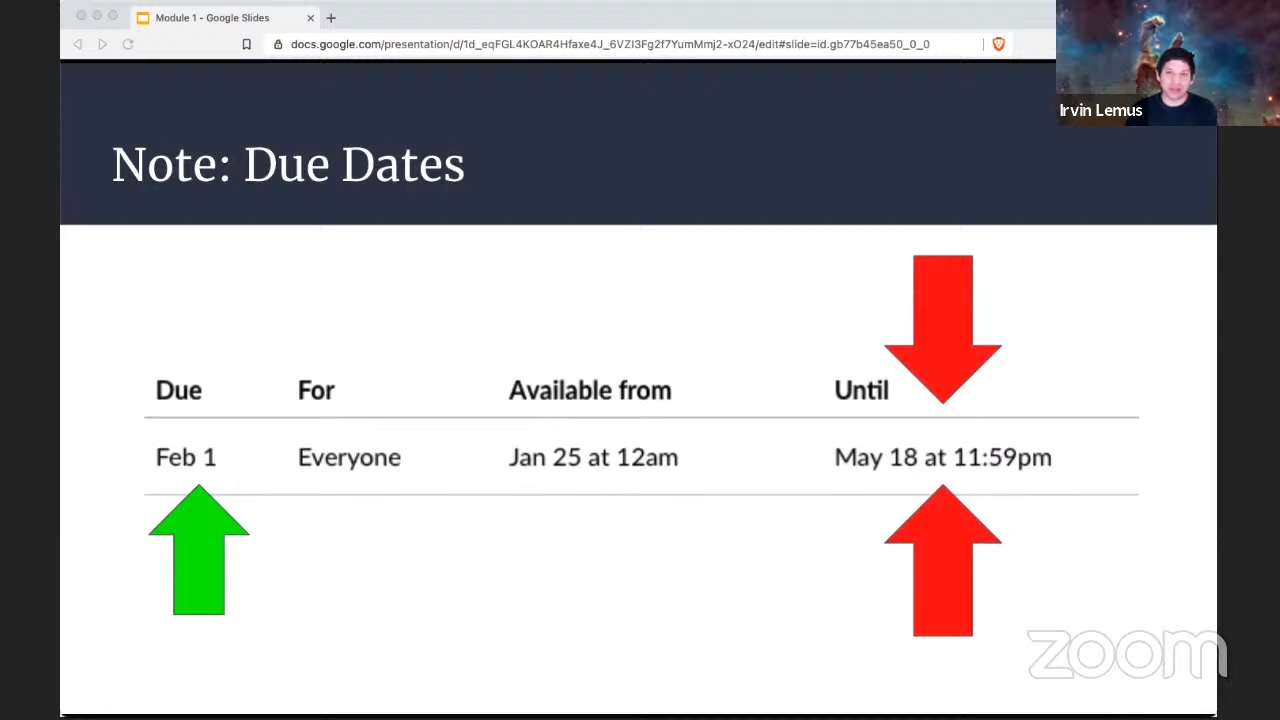 Module 1 - Google Slides
docs.google.com/presentation/d/1d_eqFGL4KOAR4Hfaxe4J_6VZI3Fg2f7YumMmj2-xO24/edit#slide=id.gb77b45ea50_0_0
Irvin Lemus
Note: Due Dates
Due For Available from Until
Feb 1 Everyone Jan 25 at 12am May 18 at 11:59pm
zoom